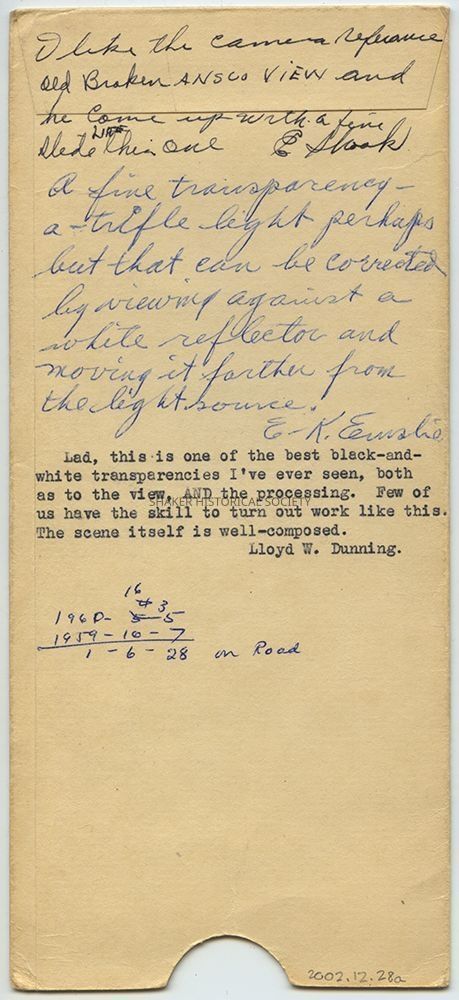 I like the camera reference
old Broken ANSCO VIEW and
he Come up with a fine
slide LIKE this one E Shook
A fine transparency -
a trifle light perhaps
but that can be corrected
by viewing against a
white reflector and
moving it farther from
the light source.
E. K. Emslie
Lad, this is one of the best black-and-
white transparencies I've ever seen, both
as to the view, AND the processing. Few of
SHAKER HISTORICAL SOCIETY
us have the skill to turn out work like this.
The scene itself is well-composed.
Lloyd W. Dunning.
16
4 3
1960- 5-5
1959-10-7
1-6-28 on Road
2002.12.28a